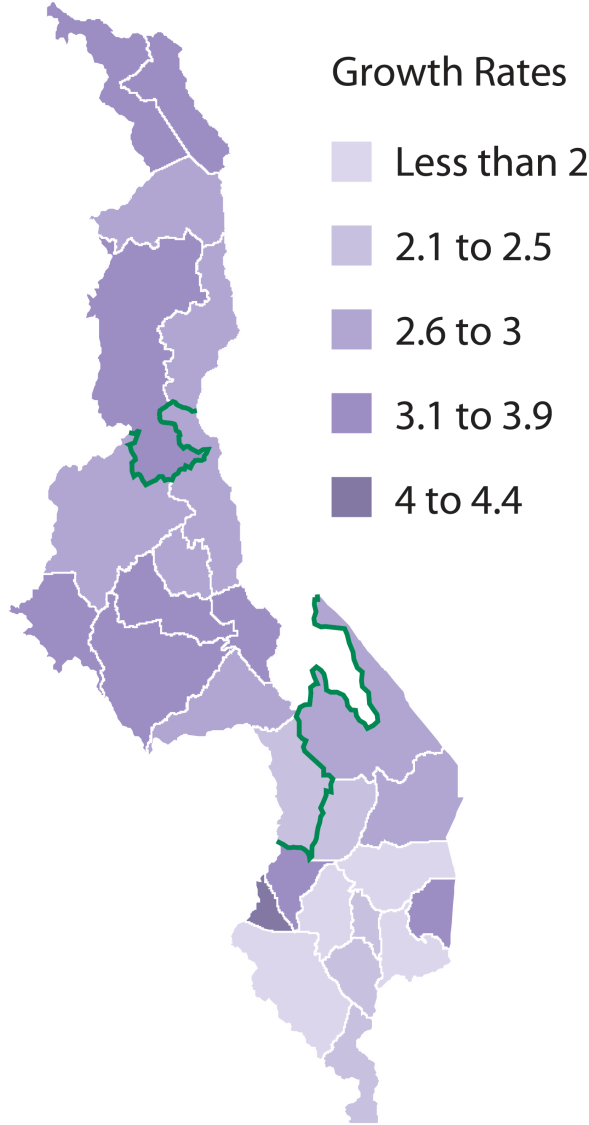 Growth Rates
Less than 2
2.1 to 2.5
2.6 to 3
3.1 to 3.9
4 to 4.4